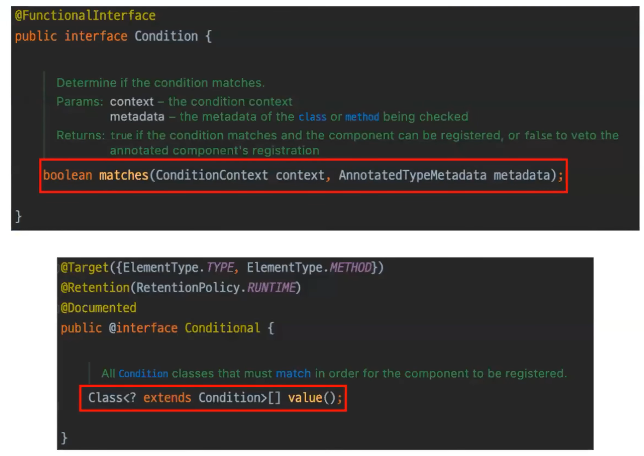 @FunctionalInterface
public interface Condition {
Determine if the condition matches.
Params: context – the condition context
metadata – the metadata of the class or method being checked
Returns: true if the condition matches and the component can be registered, or false to veto the
annotated component's registration
boolean matches(ConditionContext context, AnnotatedTypeMetadata metadata);
}
@Target({ElementType.TYPE, ElementType.METHOD})
@Retention(RetentionPolicy.RUNTIME)
@Documented
public @interface Conditional {
All Condition classes that must match in order for the component to be registered.
Class<? extends Condition>[] value();
}